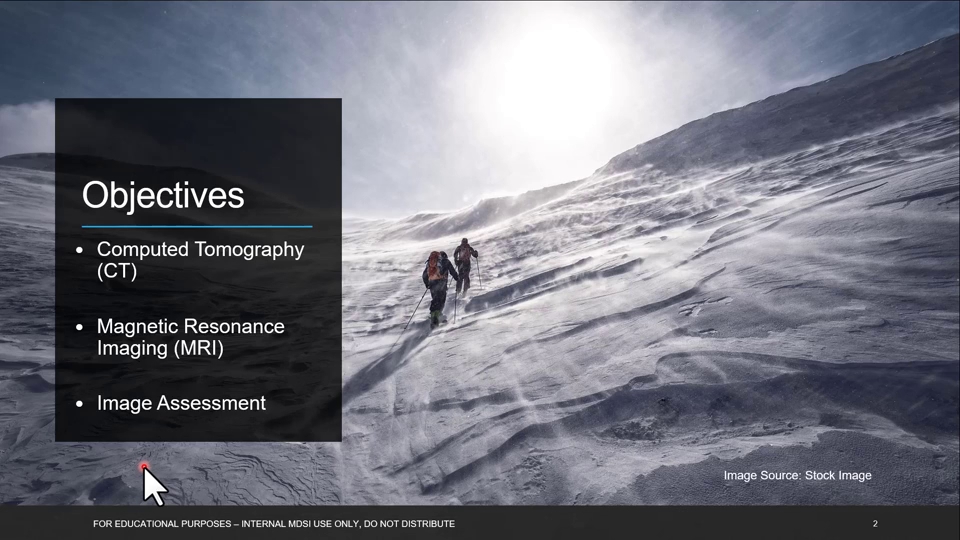 Objectives
• Computed Tomography
(CT)
• Magnetic Resonance
Imaging (MRI)
• Image Assessment
Image Source: Stock Image
FOR EDUCATIONAL PURPOSES – INTERNAL MDSI USE ONLY, DO NOT DISTRIBUTE
2